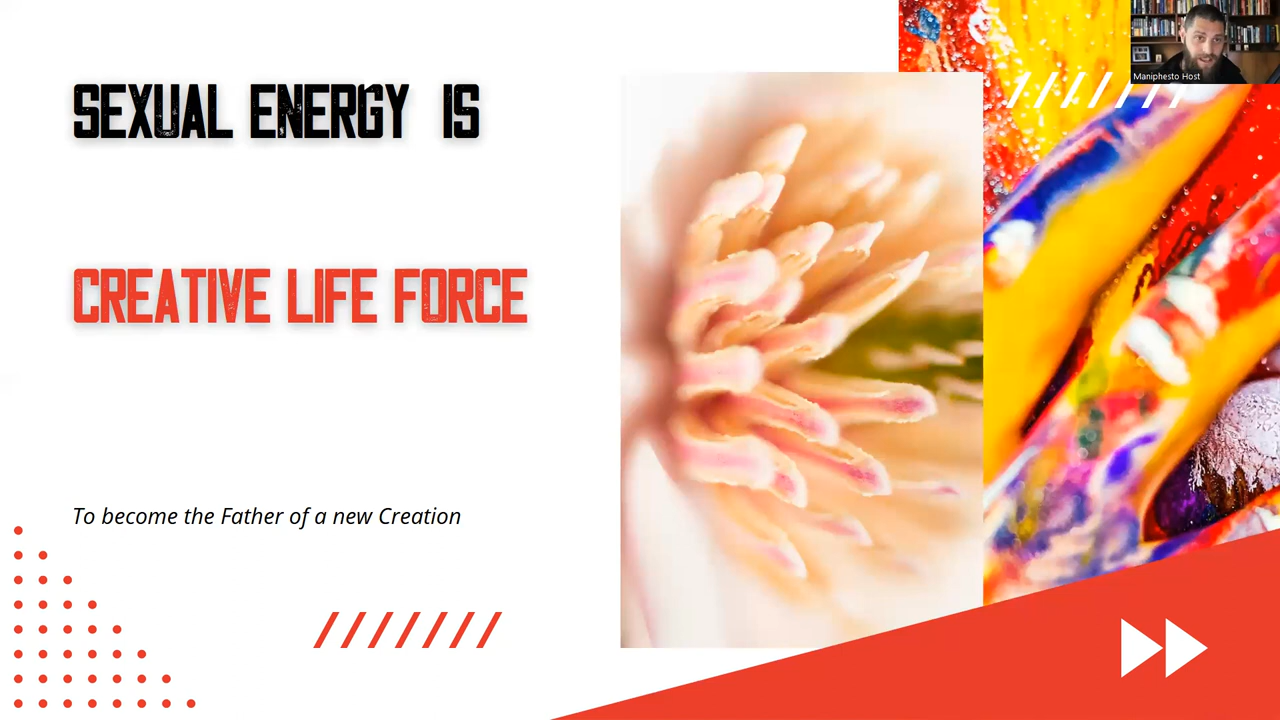 SEXUAL ENERGY IS
CREATIVE LIFE FORCE
To become the Father of a new Creation
Maniphesto Host